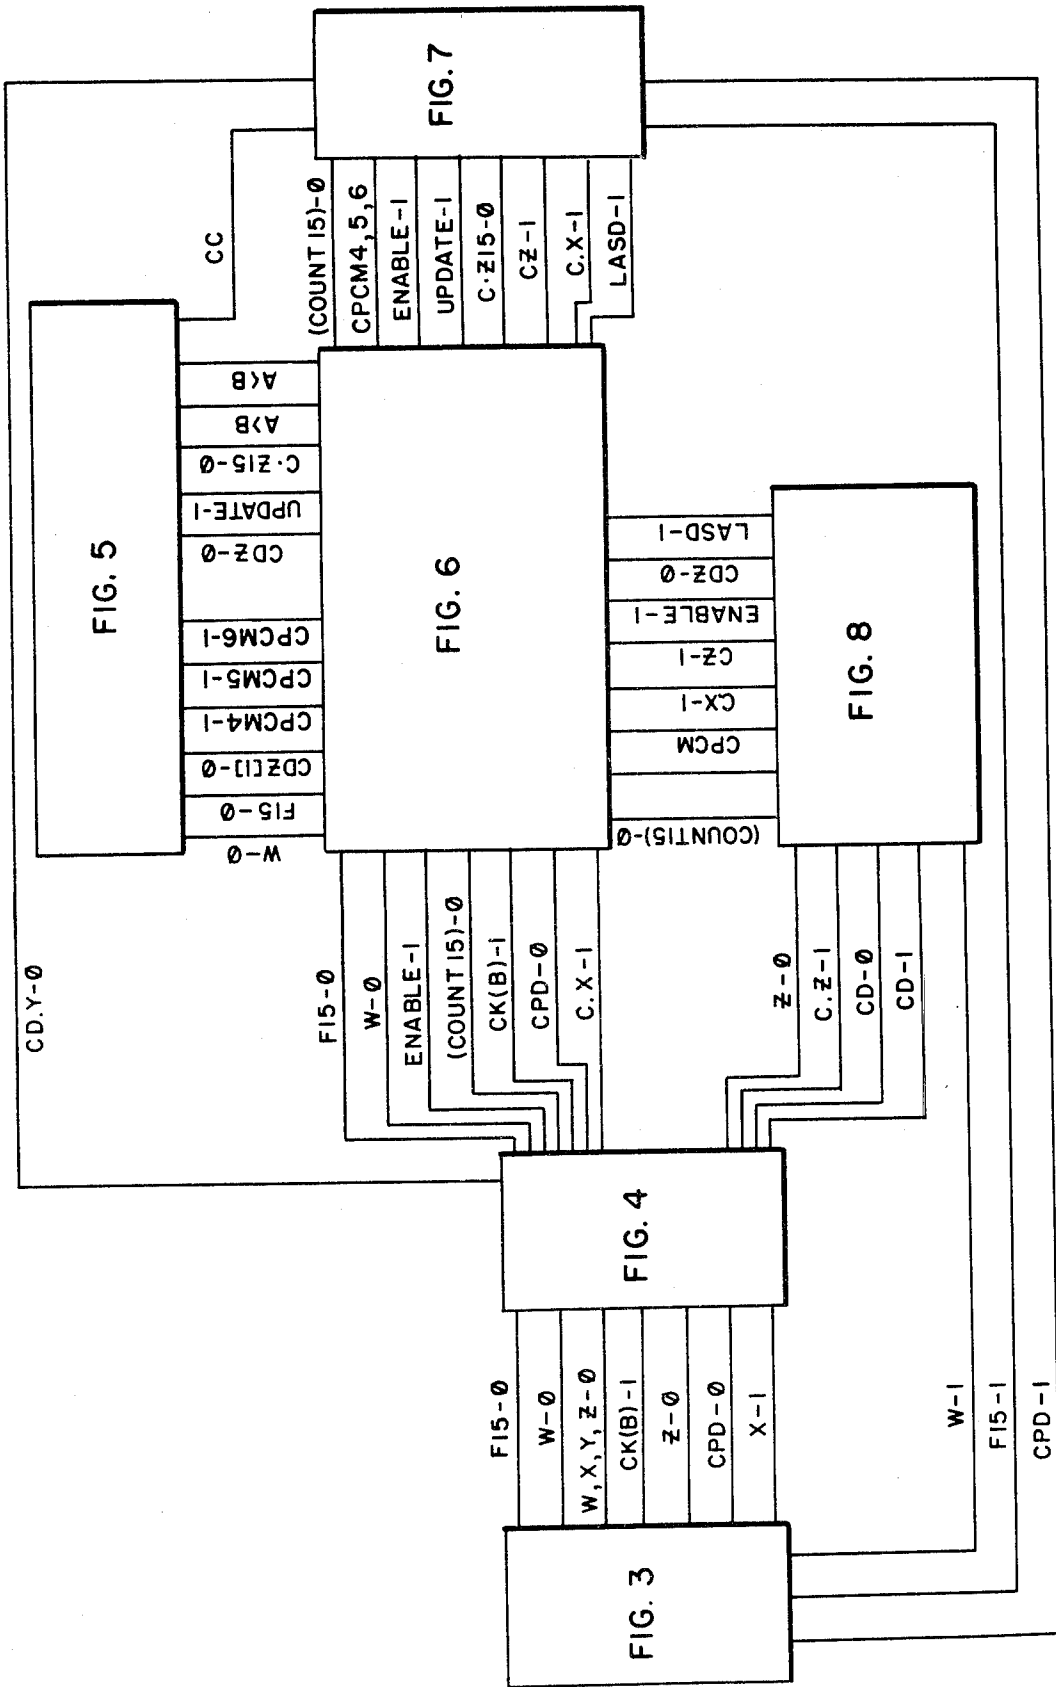 FIG. 7
CC
(COUNT 15)-0
CPCM4,5,6
ENABLE-1
UPDATE-1
C·Z15-0
CZ-1
C.X-1
LASD-1
FIG. 5
A<B
A>B
C·Z15-0
UPDATE-1
CDZ-0
CPCM6-1
CPCM5-1
CPCM4-1
CDZ[1]-0
F15-0
W-0
FIG. 6
LASD-1
CDZ-0
ENABLE-1
CZ-1
CX-1
CPCM
(COUNT15)-0
FIG. 8
CD.Y-0
F15-0
W-0
ENABLE-1
(COUNT 15)-0
CK(B)-1
CPD-0
C.X-1
Z-0
C.Z-1
CD-0
CD-1
FIG. 4
F15-0
W-0
W,X,Y,Z-0
CK(B)-1
Z-0
CPD-0
X-1
W-1
F15-1
CPD-1
FIG. 3